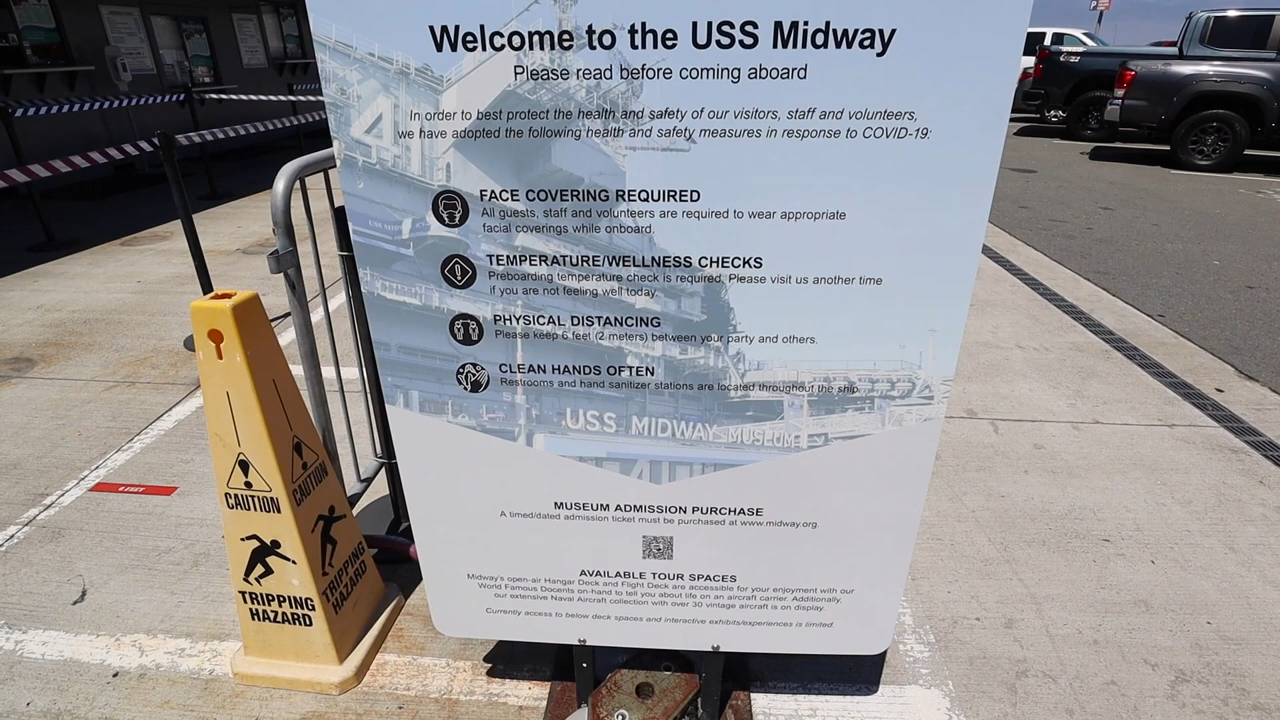 Welcome to the USS Midway
Please read before coming aboard
In order to best protect the health and safety of our visitors, staff and volunteers,
we have adopted the following health and safety measures in response to COVID-19:
41
FACE COVERING REQUIRED
All guests, staff and volunteers are required to wear appropriate
facial coverings while onboard.
TEMPERATURE/WELLNESS CHECKS
Preboarding temperature check is required. Please visit us another time
if you are not feeling well today.
PHYSICAL DISTANCING
Please keep 6 feet (2 meters) between your party and others.
CLEAN HANDS OFTEN
Restrooms and hand sanitizer stations are located throughout the ship.
USS MIDWAY MUSEUM
MUSEUM ADMISSION PURCHASE
A timed/dated admission ticket must be purchased at www.midway.org.
AVAILABLE TOUR SPACES
Midway's open-air Hangar Deck and Flight Deck are accessible for your enjoyment with our
World Famous Docents on-hand to tell you about life on an aircraft carrier. Additionally,
our extensive Naval Aircraft collection with over 30 vintage aircraft is on display.
Currently access to below deck spaces and interactive exhibits/experiences is limited.
CAUTION
TRIPPING
HAZARD
CAUTION
TRIPPING
HAZARD
6 FEET
P